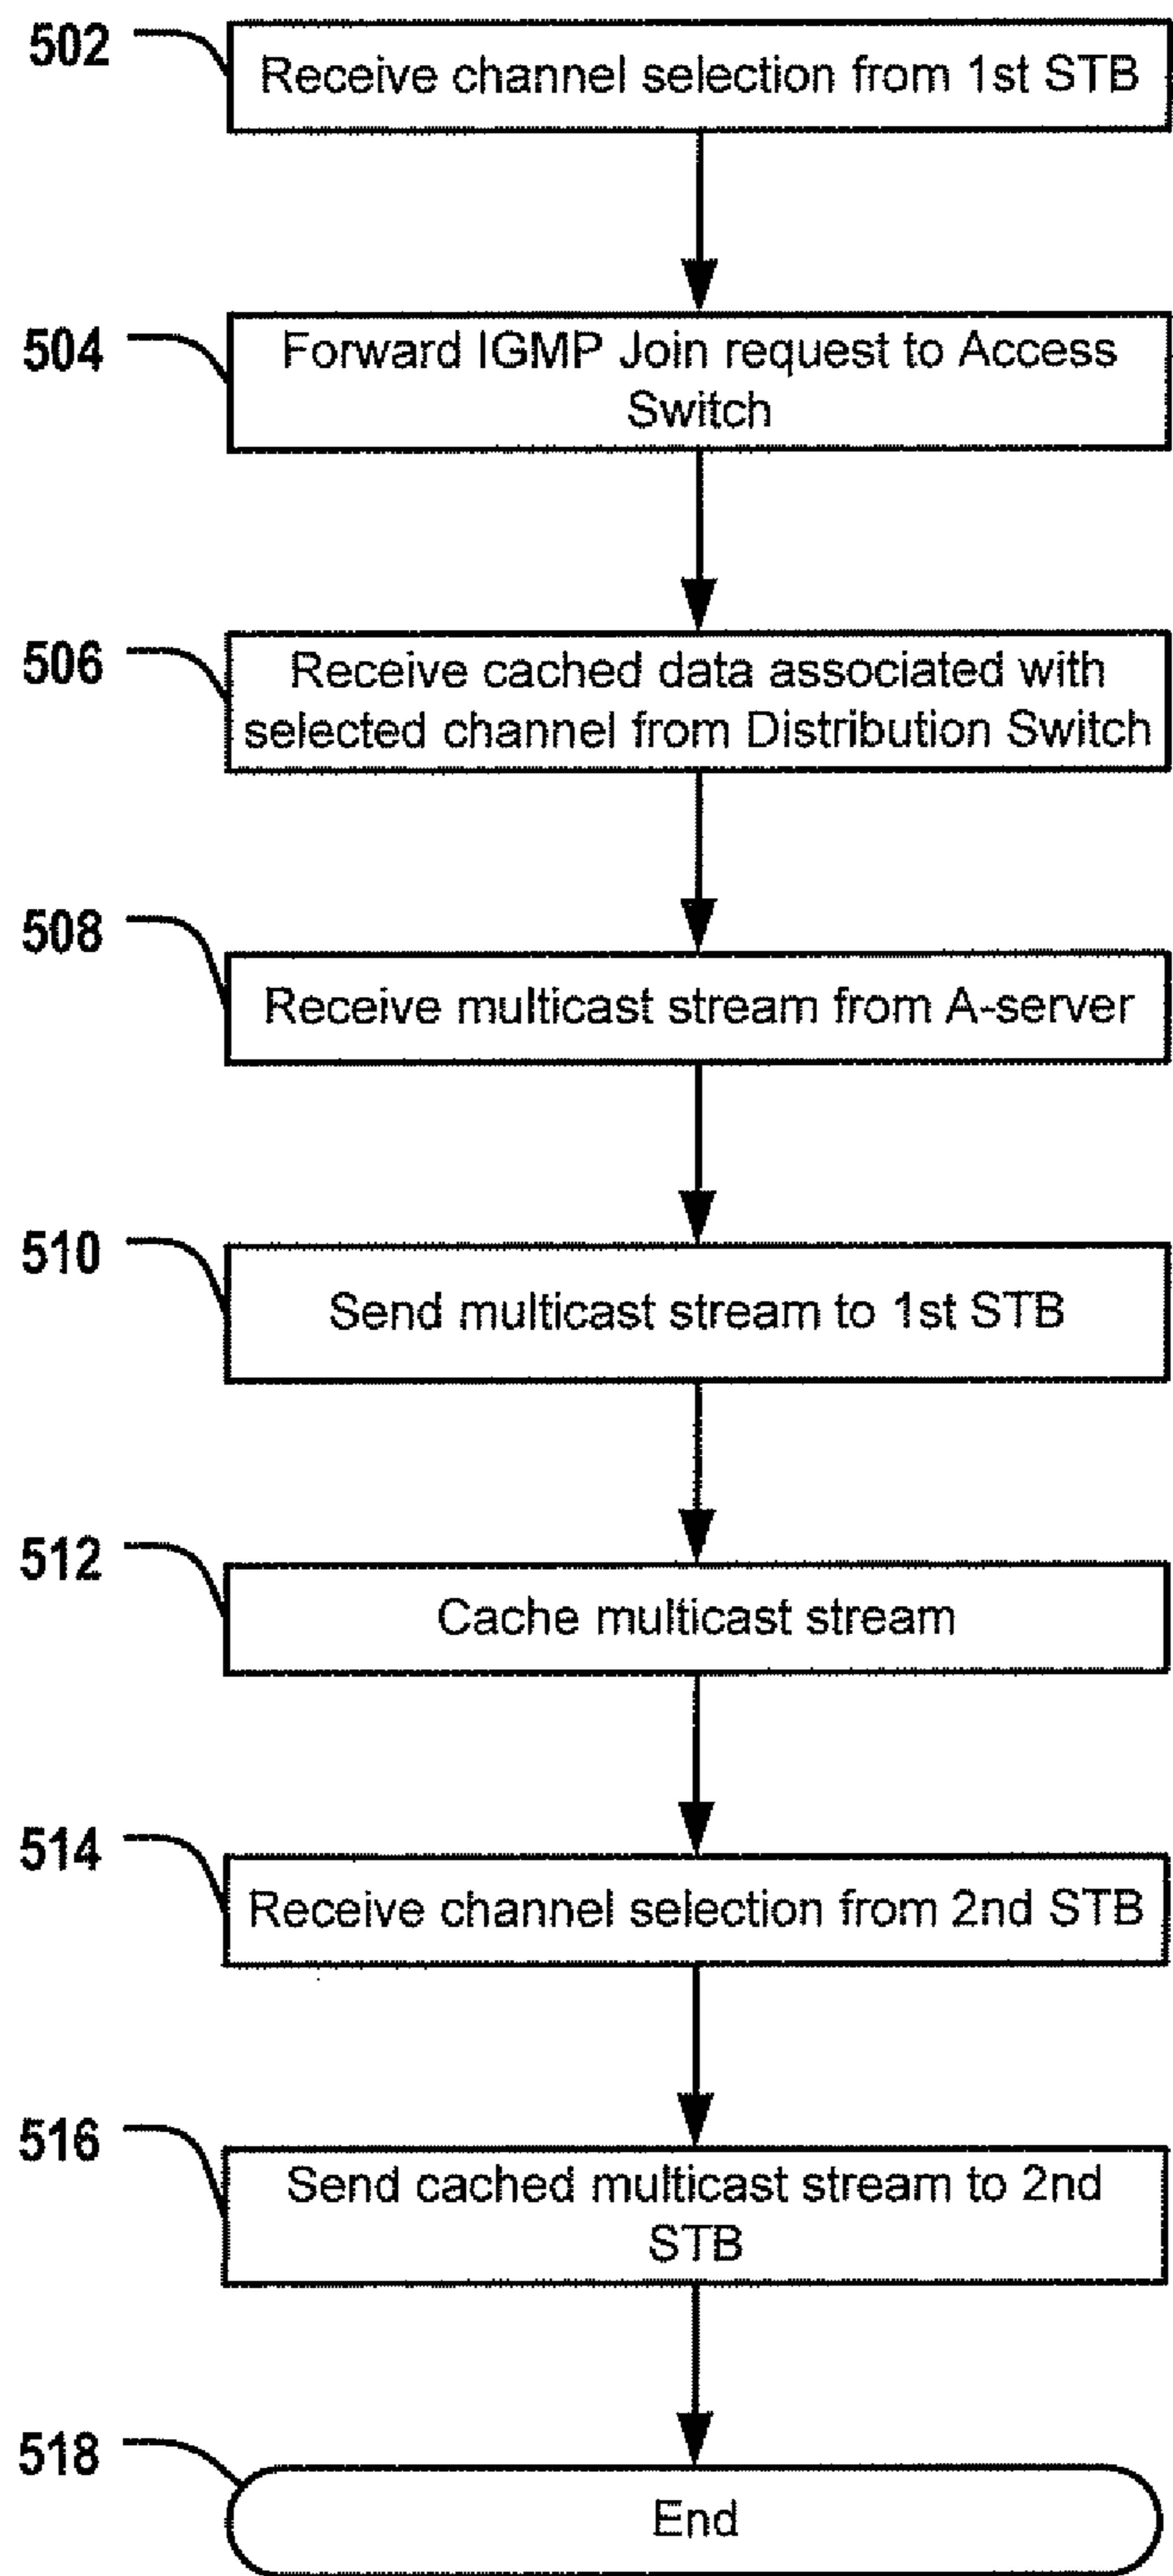 502
Receive channel selection from 1st STB
504
Forward IGMP Join request to Access
Switch
506
Receive cached data associated with
selected channel from Distribution Switch
508
Receive multicast stream from A-server
510
Send multicast stream to 1st STB
512
Cache multicast stream
514
Receive channel selection from 2nd STB
516
Send cached multicast stream to 2nd
STB
518
End